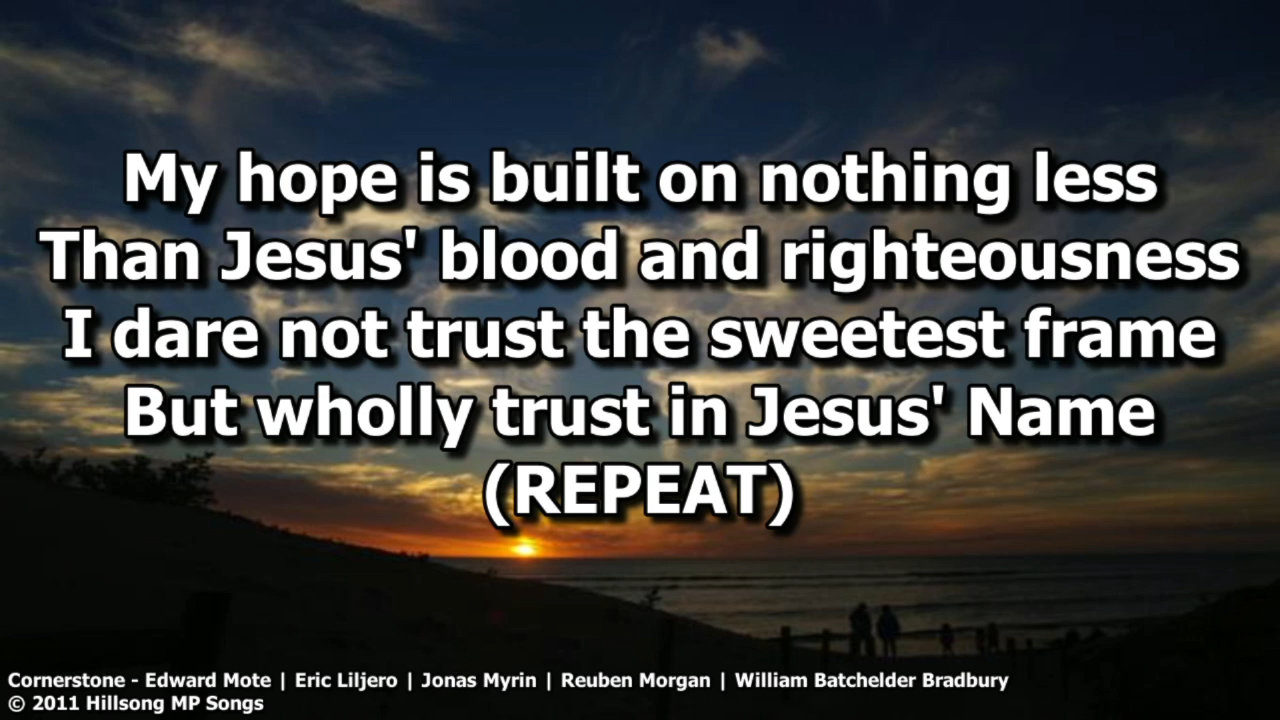 My hope is built on nothing less
Than Jesus' blood and righteousness
I dare not trust the sweetest frame
But wholly trust in Jesus' Name
(REPEAT)
Cornerstone - Edward Mote | Eric Liljero | Jonas Myrin | Reuben Morgan | William Batchelder Bradbury
© 2011 Hillsong MP Songs